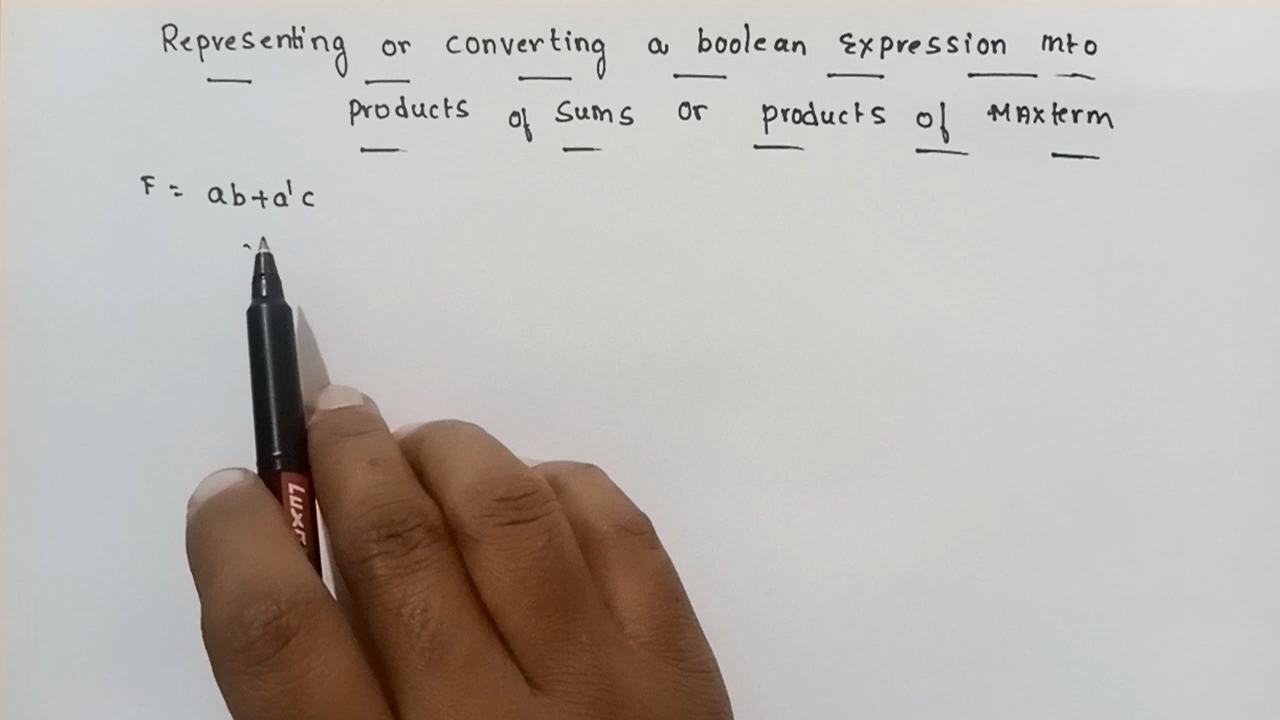 Representing or converting a boolean Expression into
products of sums or products of MAxterm
F = ab+a'c